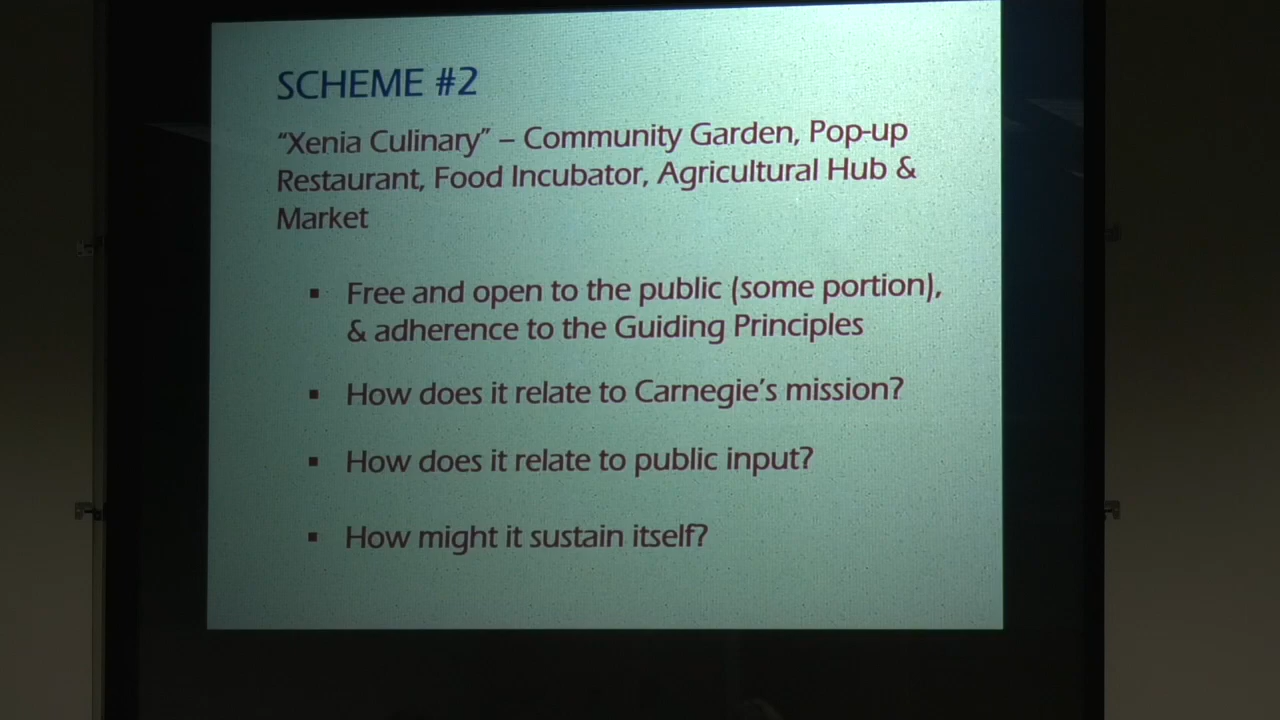 SCHEME #2
“Xenia Culinary” – Community Garden, Pop-up
Restaurant, Food Incubator, Agricultural Hub &
Market
▪ Free and open to the public (some portion),
& adherence to the Guiding Principles
▪ How does it relate to Carnegie’s mission?
▪ How does it relate to public input?
▪ How might it sustain itself?